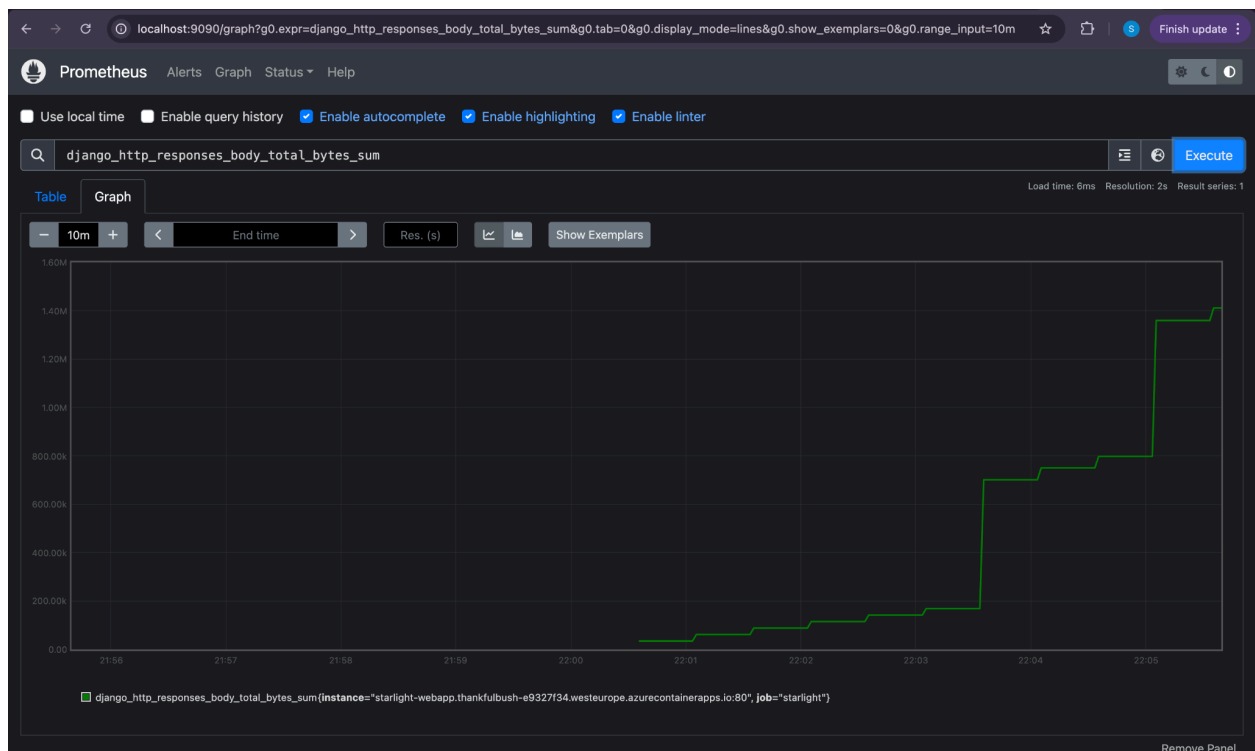 localhost:9090/graph?g0.expr=django_http_responses_body_total_bytes_sum&g0.tab=0&g0.display_mode=lines&g0.show_exemplars=0&g0.range_input=10m S Finish update
Prometheus Alerts Graph Status Help
Use local time Enable query history Enable autocomplete Enable highlighting Enable linter
django_http_responses_body_total_bytes_sum Execute
Table Graph Load time: 6ms Resolution: 2s Result series: 1
− 10m + < End time > Res. (s) Show Exemplars
1.60M
1.40M
1.20M
1.00M
800.00k
600.00k
400.00k
200.00k
0.00
21:56 21:57 21:58 21:59 22:00 22:01 22:02 22:03 22:04 22:05
django_http_responses_body_total_bytes_sum{instance="starlight-webapp.thankfulbush-e9327f34.westeurope.azurecontainerapps.io:80", job="starlight"}
Remove Panel